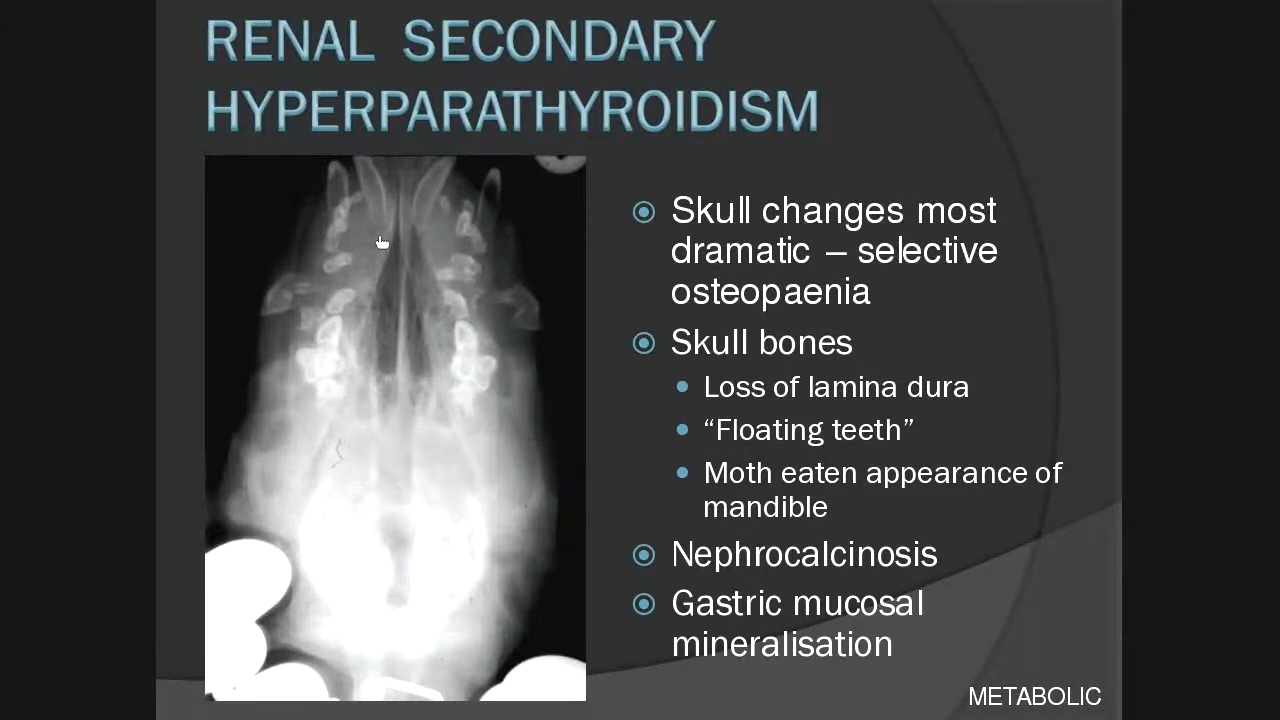 RENAL SECONDARY
HYPERPARATHYROIDISM
Skull changes most
dramatic – selective
osteopaenia
Skull bones
Loss of lamina dura
“Floating teeth”
Moth eaten appearance of
mandible
Nephrocalcinosis
Gastric mucosal
mineralisation
METABOLIC